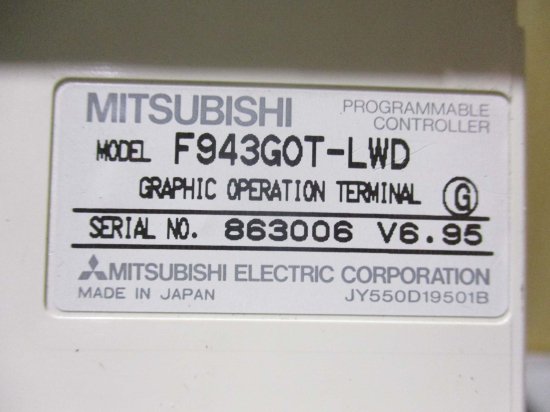 MITSUBISHI PROGRAMMABLE
CONTROLLER
MODEL F943GOT-LWD
GRAPHIC OPERATION TERMINAL G
SERIAL NO. 863006 V6.95
MITSUBISHI ELECTRIC CORPORATION
MADE IN JAPAN JY550D19501B